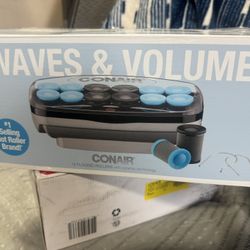 WAVES & VOLUME
CONAIR
#1
Selling
Hot Roller
Brand!
CONAIR